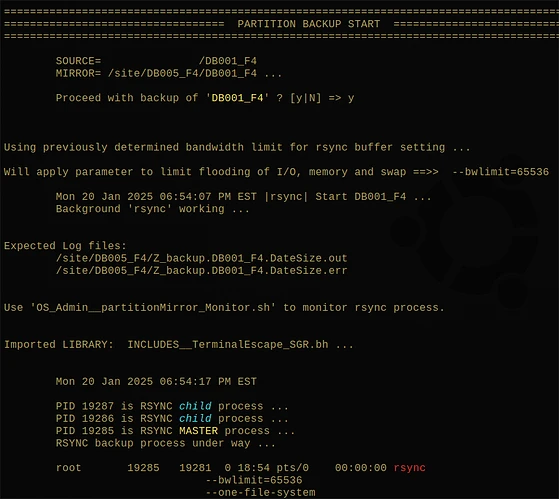 ================================================================================
================================== PARTITION BACKUP START ==========================
================================================================================
SOURCE= /DB001_F4
MIRROR= /site/DB005_F4/DB001_F4 ...
Proceed with backup of 'DB001_F4' ? [y|N] => y
Using previously determined bandwidth limit for rsync buffer setting ...
Will apply parameter to limit flooding of I/O, memory and swap ==>> --bwlimit=65536
Mon 20 Jan 2025 06:54:07 PM EST |rsync| Start DB001_F4 ...
Background 'rsync' working ...
Expected Log files:
/site/DB005_F4/Z_backup.DB001_F4.DateSize.out
/site/DB005_F4/Z_backup.DB001_F4.DateSize.err
Use 'OS_Admin__partitionMirror_Monitor.sh' to monitor rsync process.
Imported LIBRARY: INCLUDES__TerminalEscape_SGR.bh ...
Mon 20 Jan 2025 06:54:17 PM EST
PID 19287 is RSYNC child process ...
PID 19286 is RSYNC child process ...
PID 19285 is RSYNC MASTER process ...
RSYNC backup process under way ...
root 19285 19281 0 18:54 pts/0 00:00:00 rsync
--bwlimit=65536
--one-file-system